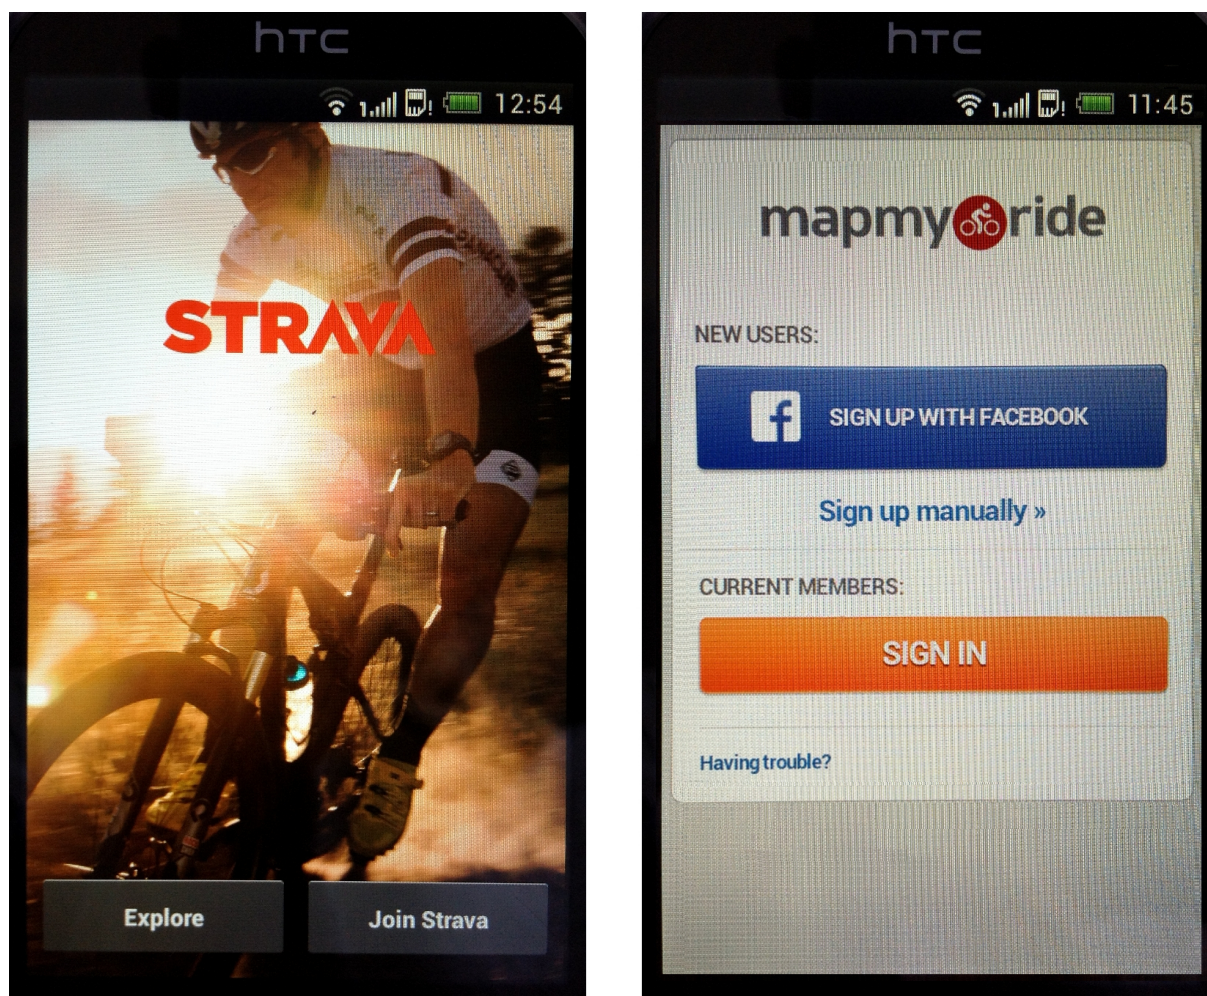 hTC
12:54
STRAVA
Explore
Join Strava
hTC
11:45
mapmyride
NEW USERS:
SIGN UP WITH FACEBOOK
Sign up manually »
CURRENT MEMBERS:
SIGN IN
Having trouble?